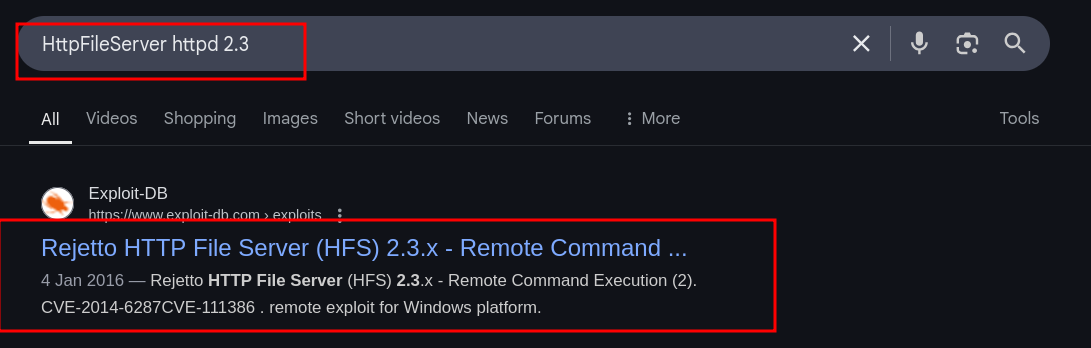 HttpFileServer httpd 2.3
All Videos Shopping Images Short videos News Forums More Tools
Exploit-DB
https://www.exploit-db.com › exploits
Rejetto HTTP File Server (HFS) 2.3.x - Remote Command ...
4 Jan 2016 — Rejetto HTTP File Server (HFS) 2.3.x - Remote Command Execution (2).
CVE-2014-6287CVE-111386 . remote exploit for Windows platform.